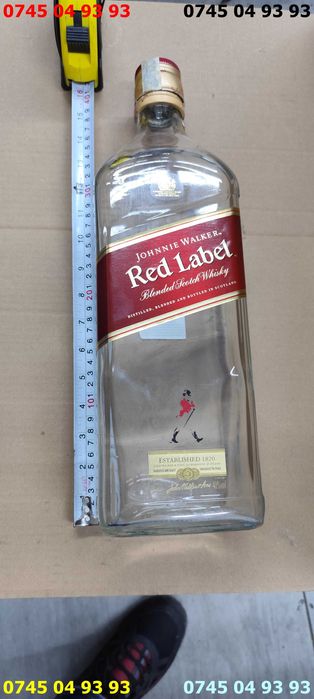 0745 04 93 93 0745 04 93 93
JOHNNIE WALKER
Red Label
Blended Scotch Whisky
DISTILLED, BLENDED AND BOTTLED IN SCOTLAND
ESTABLISHED 1820
0745 04 93 93 0745 04 93 93